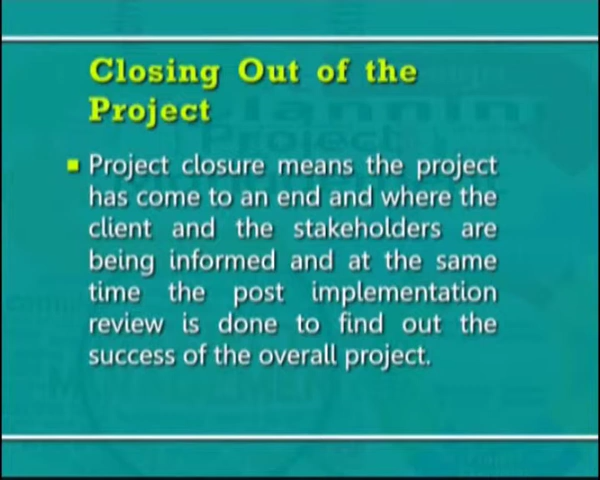 Closing Out of the
Project
Project closure means the project
has come to an end and where the
client and the stakeholders are
being informed and at the same
time the post implementation
review is done to find out the
success of the overall project.